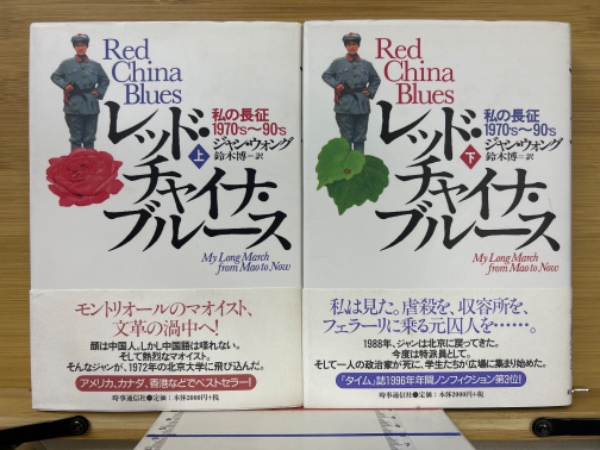 Red
China
Blues
私の長征
1970's〜90's
ジャン・ウォング
鈴木博=訳
レッド・
上
チャイナ・
ブルース
My Long March
from Mao to Now
モントリオールのマオイスト、
文革の渦中へ!
顔は中国人。しかし中国語は喋れない。
そして熱烈なマオイスト。
そんなジャンが、1972年の北京大学に飛び込んだ。
アメリカ、カナダ、香港などでベストセラー!
時事通信社●定価:本体2000円+税
Red
China
Blues
私の長征
1970's〜90's
ジャン・ウォング
鈴木博=訳
レッド・
下
チャイナ・
ブルース
My Long March
from Mao to Now
私は見た。虐殺を、収容所を、
フェラーリに乗る元囚人を……。
1988年、ジャンは北京に戻ってきた。
今度は特派員として。
そして一人の政治家が死に、学生たちが広場に集まり始めた。
「タイム」誌1996年年間ノンフィクション第3位!
時事通信社●定価:本体2000円+税